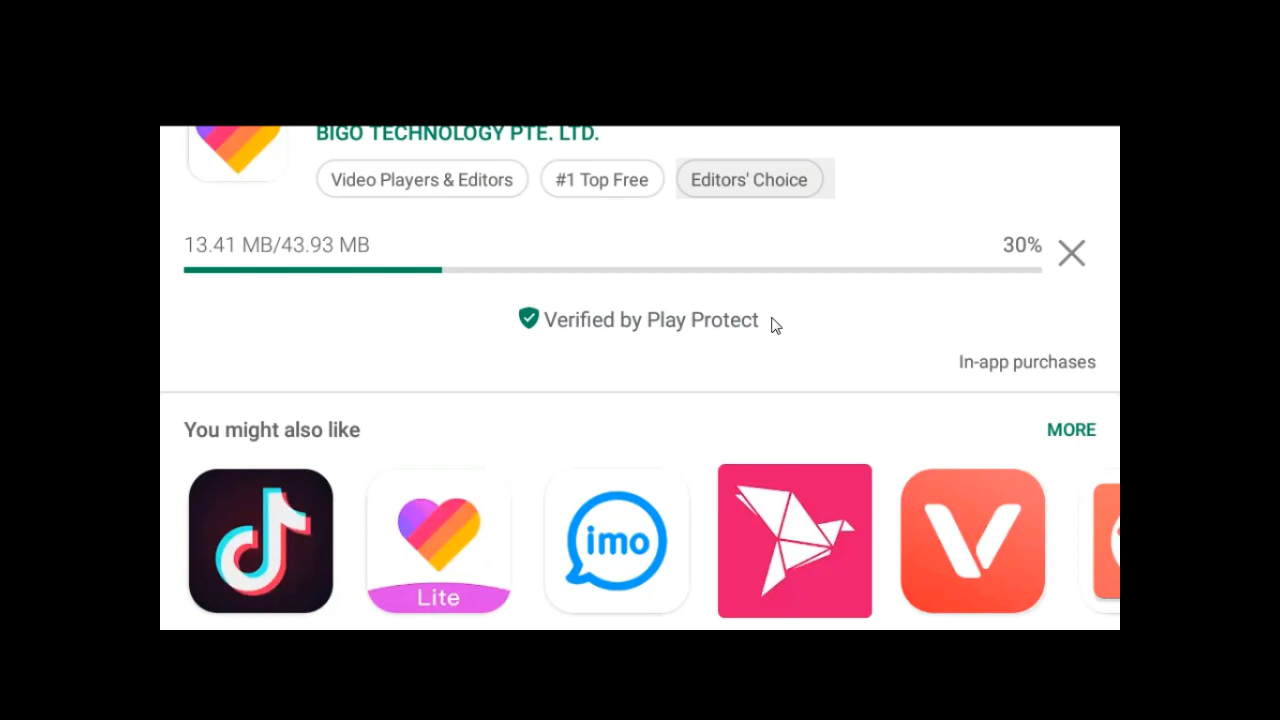 BIGO TECHNOLOGY PTE. LTD.
Video Players & Editors #1 Top Free Editors' Choice
13.41 MB/43.93 MB 30%
Verified by Play Protect
In-app purchases
You might also like MORE
imo
Lite